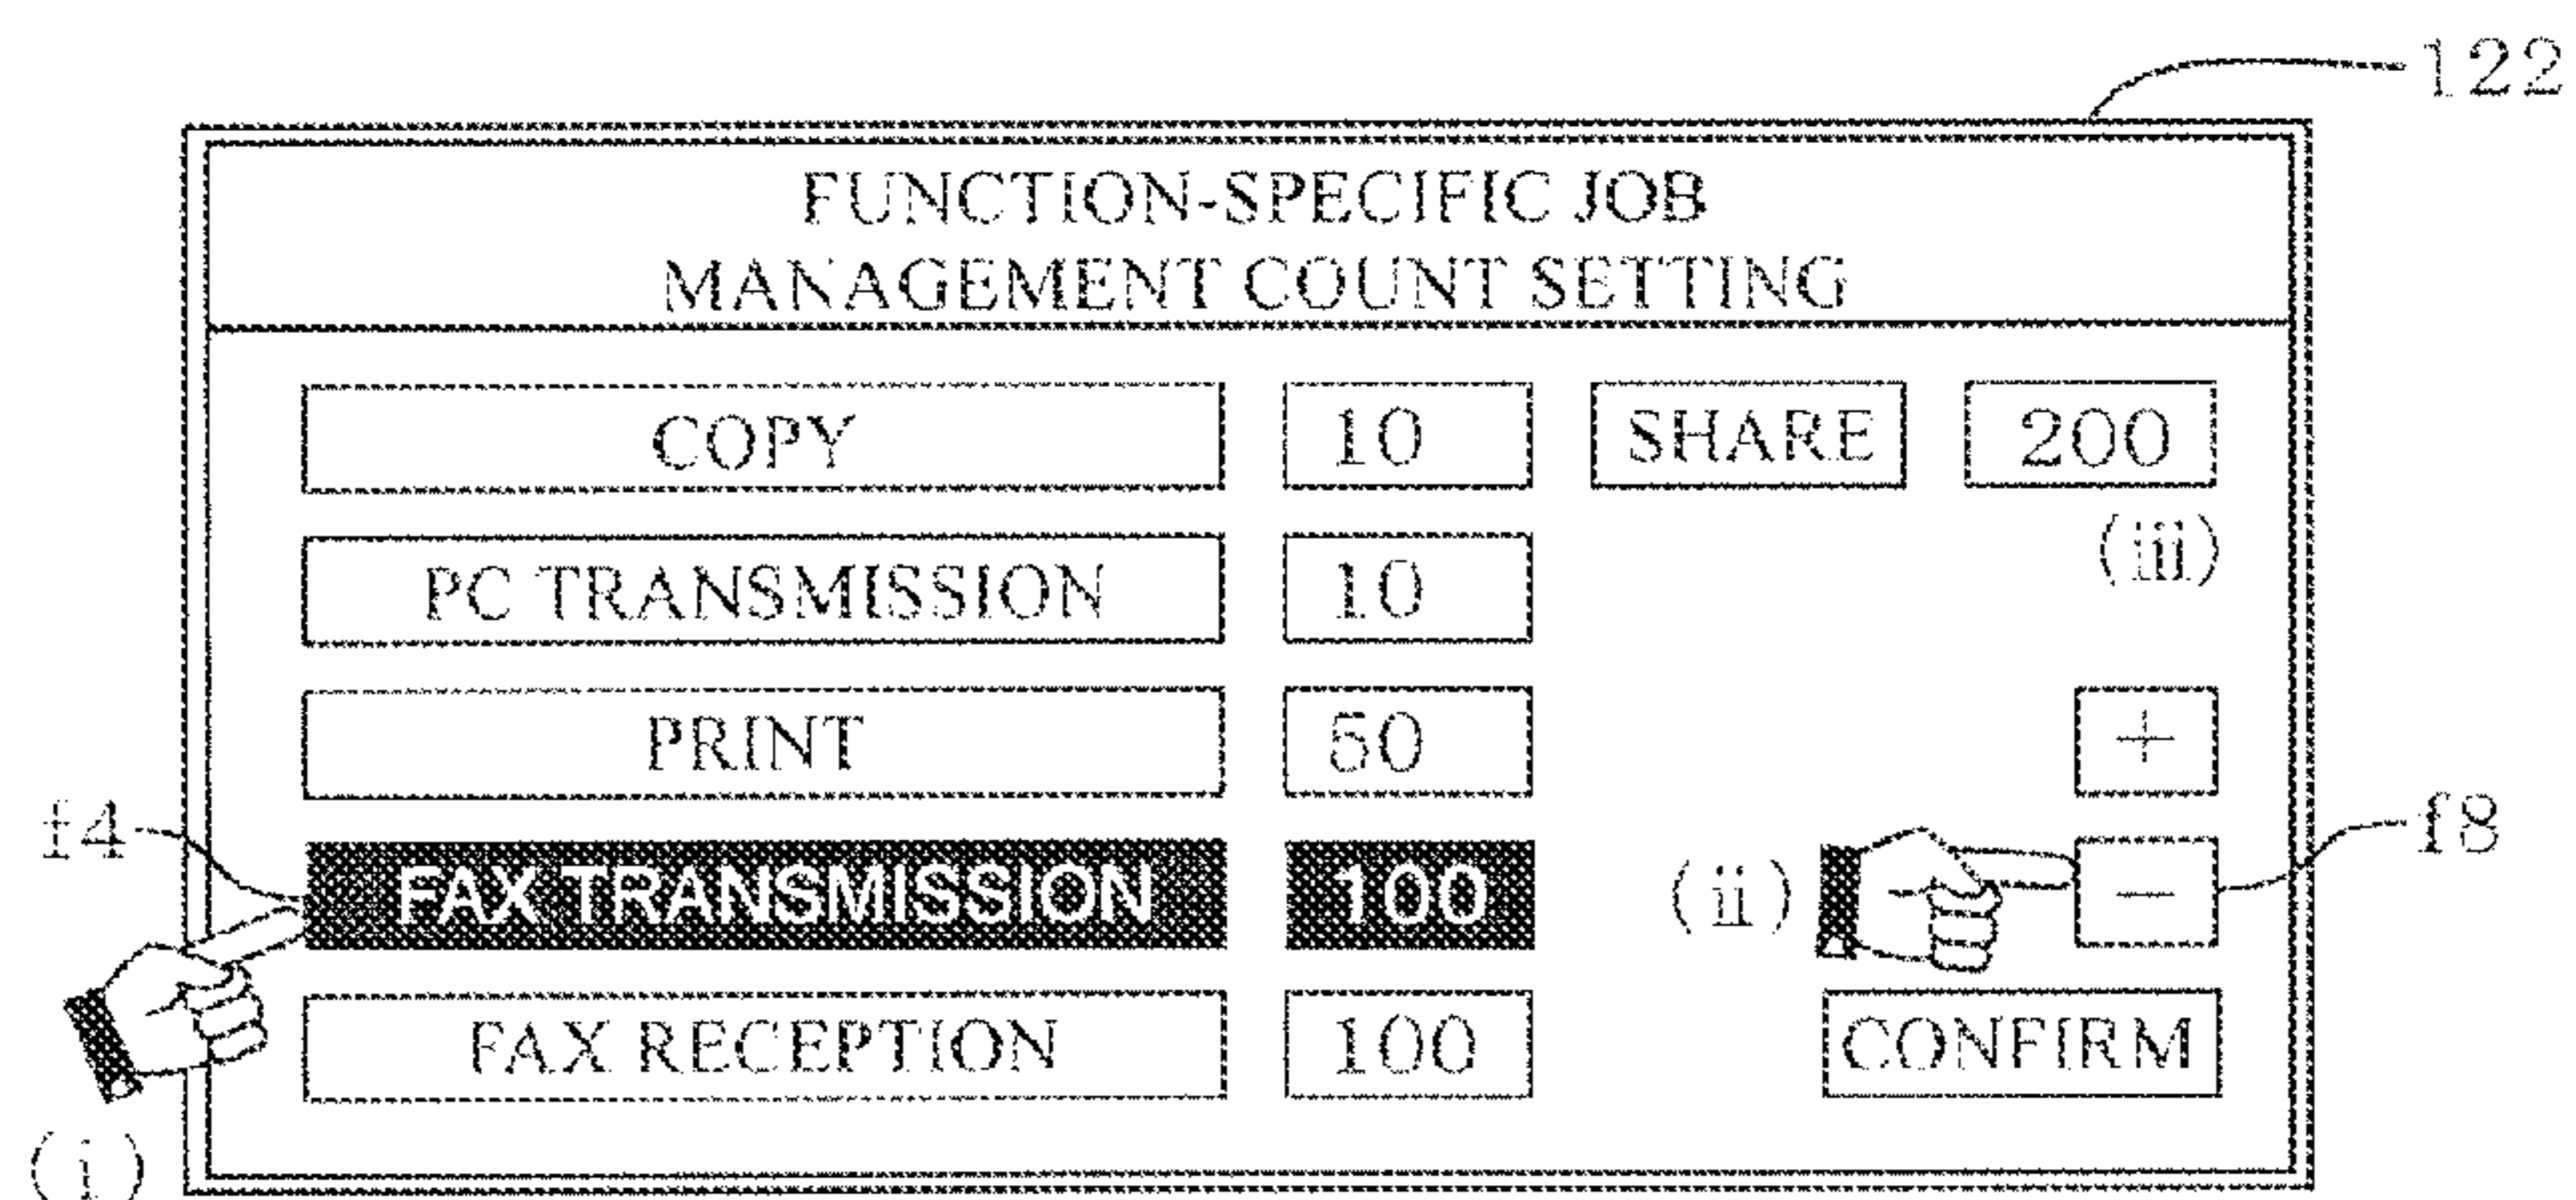 122
FUNCTION-SPECIFIC JOB
MANAGEMENT COUNT SETTING
COPY 10 SHARE 200
(iii)
PC TRANSMISSION 10
PRINT 50 +
f4 FAX TRANSMISSION 100 (ii) − f8
FAX RECEPTION 100 CONFIRM
(i)